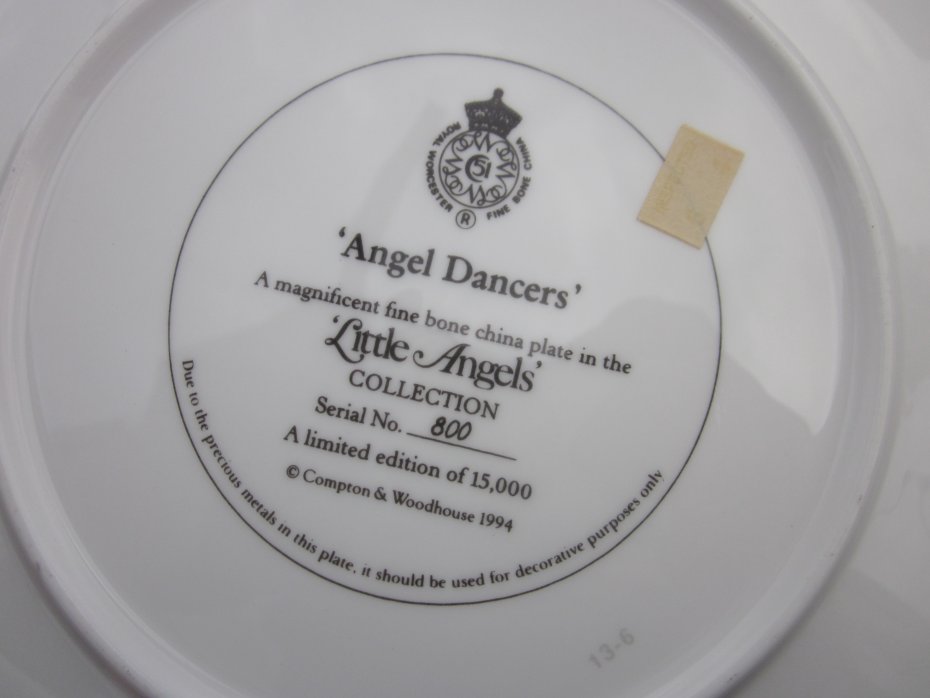 ROYAL WORCESTER FINE BONE CHINA
51
®
'Angel Dancers'
A magnificent fine bone china plate in the
'Little Angels'
COLLECTION
Serial No. 800
A limited edition of 15,000
© Compton & Woodhouse 1994
Due to the precious metals in this plate, it should be used for decorative purposes only
13-6